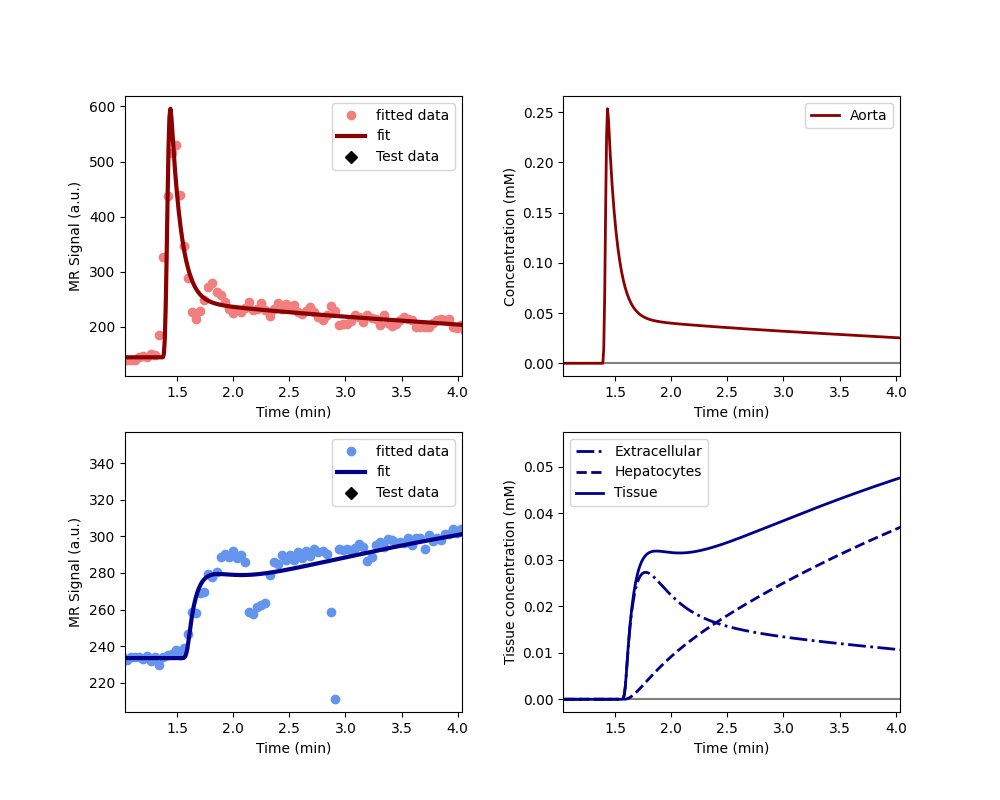 MR Signal (a.u.)
600
500
400
300
200
fitted data
fit
Test data
1.5 2.0 2.5 3.0 3.5 4.0
Time (min)
Concentration (mM)
0.25
0.20
0.15
0.10
0.05
0.00
Aorta
1.5 2.0 2.5 3.0 3.5 4.0
Time (min)
MR Signal (a.u.)
340
320
300
280
260
240
220
fitted data
fit
Test data
1.5 2.0 2.5 3.0 3.5 4.0
Time (min)
Tissue concentration (mM)
0.05
0.04
0.03
0.02
0.01
0.00
Extracellular
Hepatocytes
Tissue
1.5 2.0 2.5 3.0 3.5 4.0
Time (min)